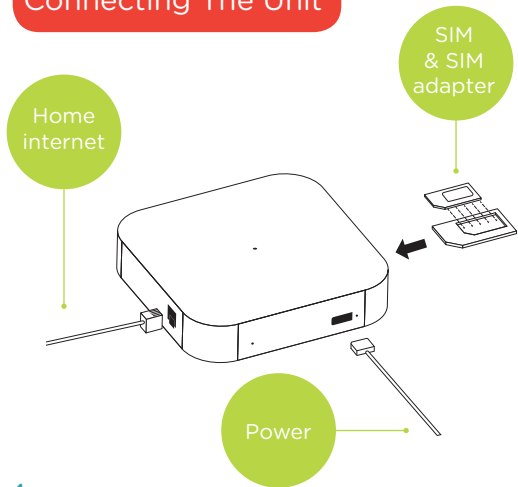 Connecting The Unit
SIM
& SIM
adapter
Home
internet
Power